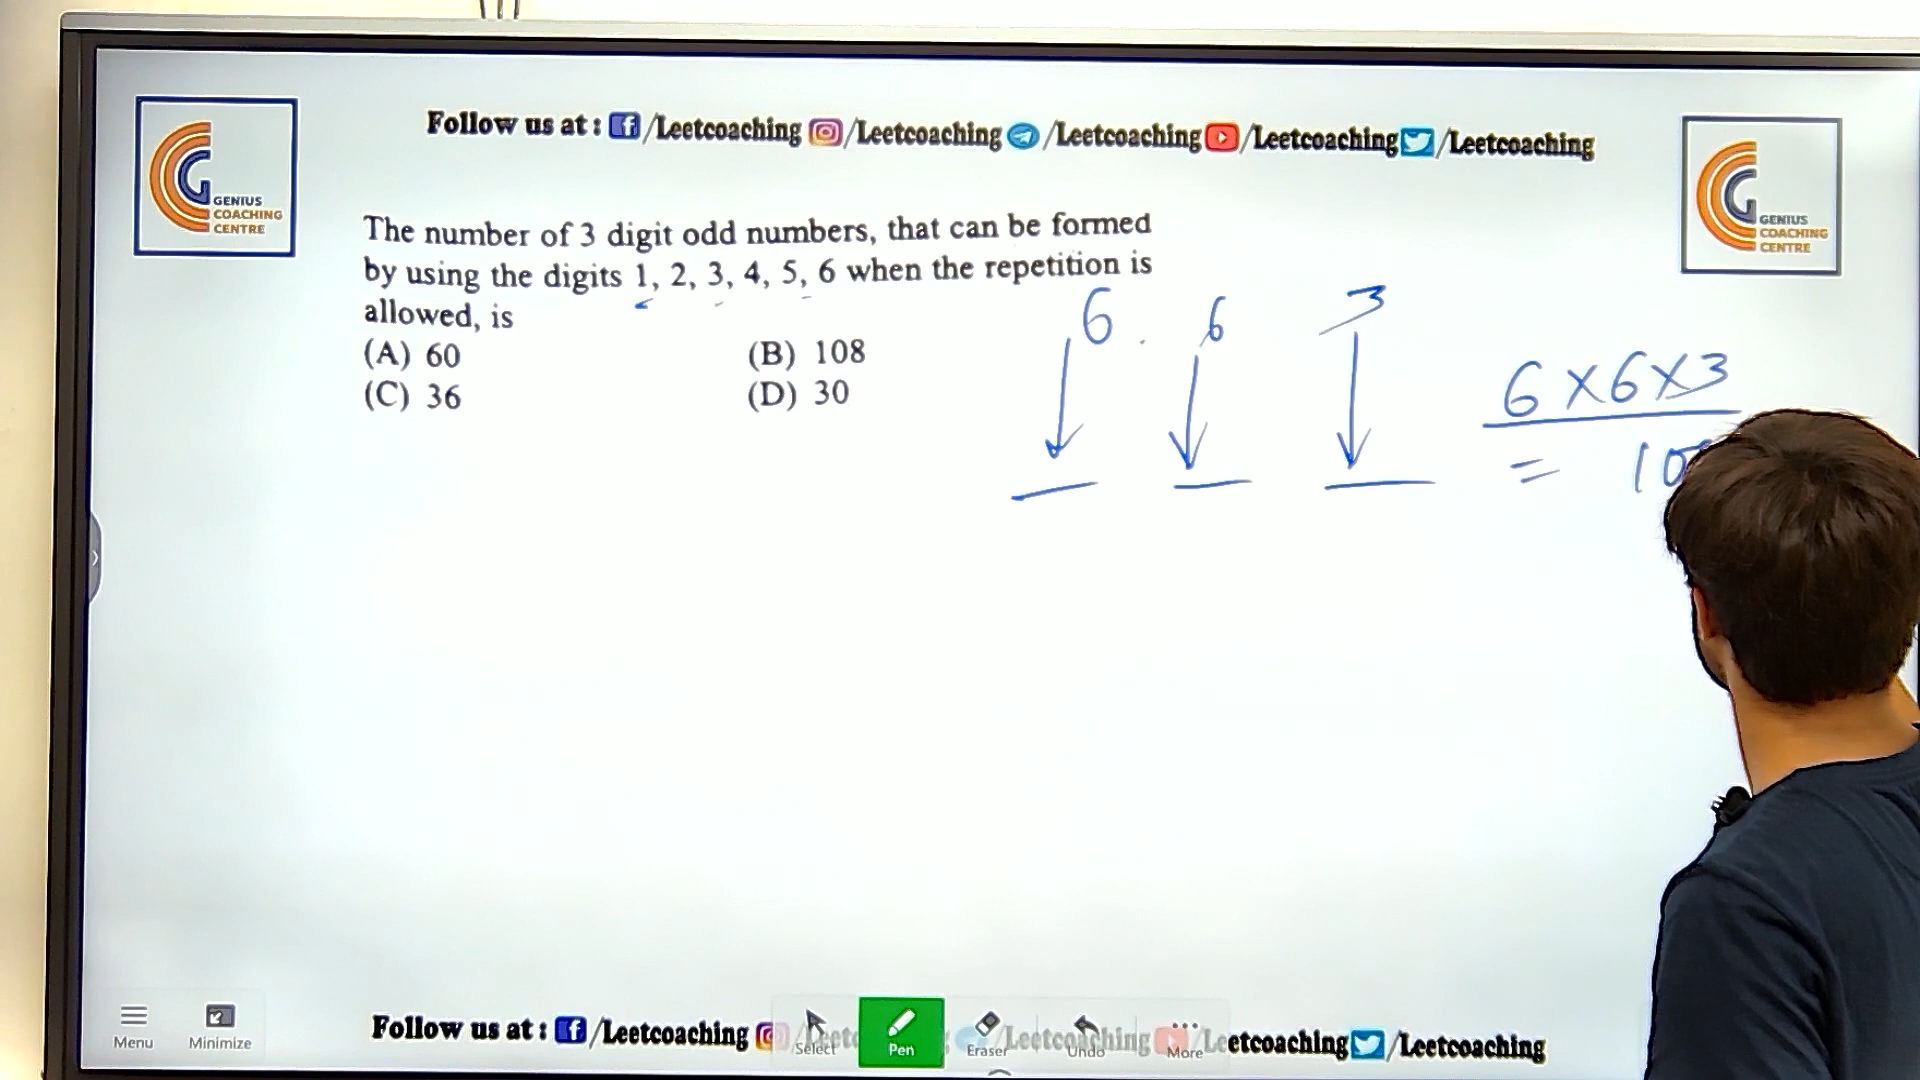 Follow us at : /Leetcoaching /Leetcoaching /Leetcoaching /Leetcoaching /Leetcoaching
GENIUS
COACHING
CENTRE
GENIUS
COACHING
CENTRE
The number of 3 digit odd numbers, that can be formed
by using the digits 1, 2, 3, 4, 5, 6 when the repetition is
allowed, is
(A) 60 (B) 108
(C) 36 (D) 30
6 6 3
6 × 6 × 3
= 10
Menu Minimize
Follow us at : /Leetcoaching /Leetcoaching /Leetcoaching /Leetcoaching
Select Pen Eraser Undo More